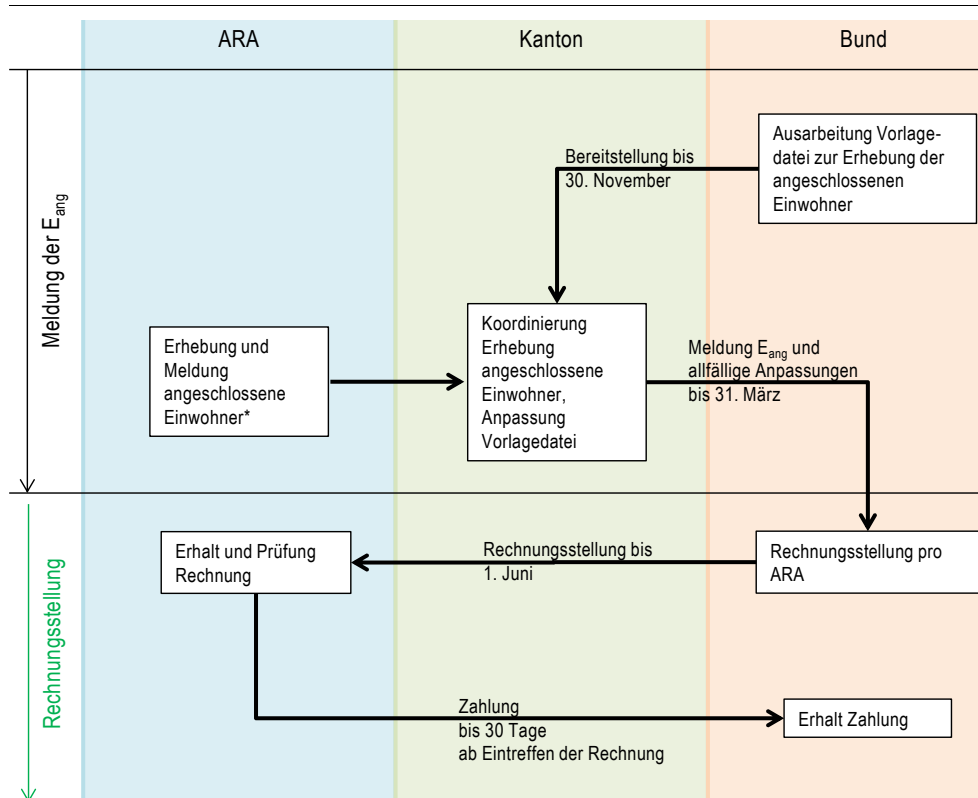 ARA
Kanton
Bund
Meldung der Eang
Ausarbeitung Vorlage-
datei zur Erhebung der
angeschlossenen
Einwohner
Bereitstellung bis
30. November
Erhebung und
Meldung
angeschlossene
Einwohner*
Koordinierung
Erhebung
angeschlossene
Einwohner,
Anpassung
Vorlagedatei
Meldung Eang und
allfällige Anpassungen
bis 31. März
Rechnungsstellung
Erhalt und Prüfung
Rechnung
Rechnungsstellung bis
1. Juni
Rechnungsstellung pro
ARA
Zahlung
bis 30 Tage
ab Eintreffen der Rechnung
Erhalt Zahlung